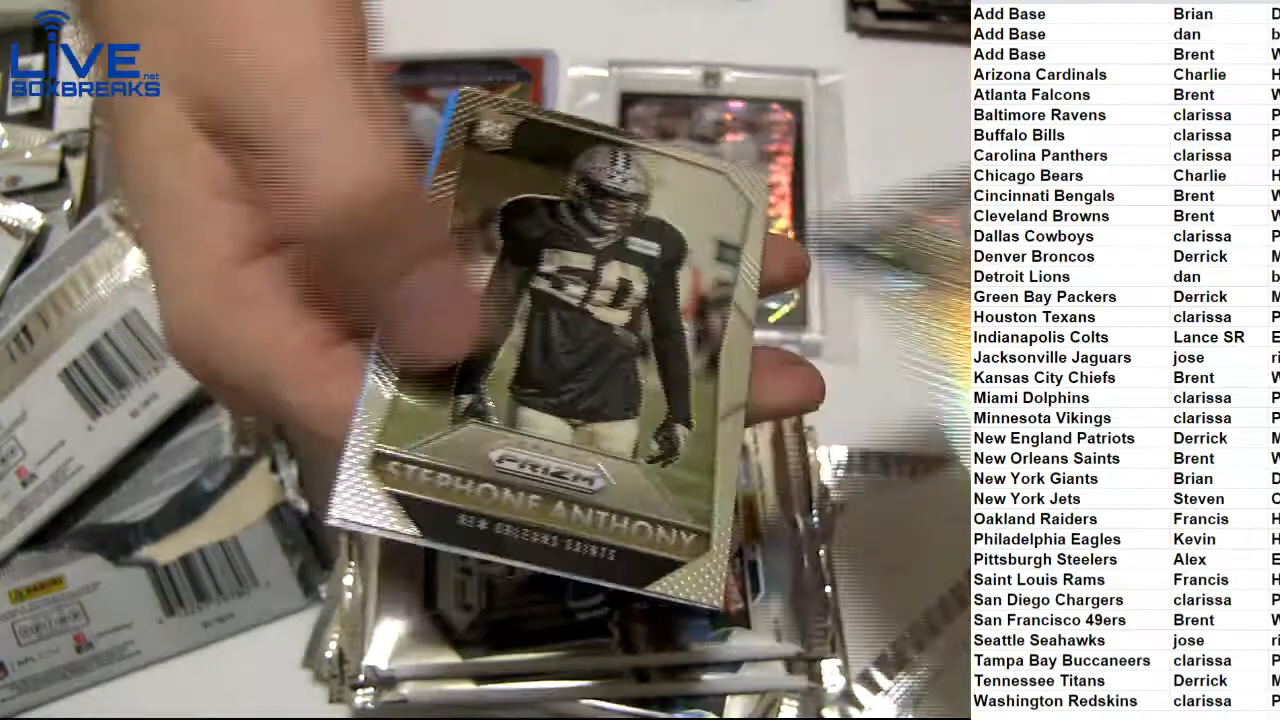 LIVE.net
BOXBREAKS
RC
50
PRIZM
STEPHONE ANTHONY
NEW ORLEANS SAINTS
PANINI
NFL
Add Base Brian D
Add Base dan b
Add Base Brent W
Arizona Cardinals Charlie H
Atlanta Falcons Brent W
Baltimore Ravens clarissa P
Buffalo Bills clarissa P
Carolina Panthers clarissa P
Chicago Bears Charlie H
Cincinnati Bengals Brent W
Cleveland Browns Brent W
Dallas Cowboys clarissa P
Denver Broncos Derrick M
Detroit Lions dan b
Green Bay Packers Derrick M
Houston Texans clarissa P
Indianapolis Colts Lance SR E
Jacksonville Jaguars jose ri
Kansas City Chiefs Brent W
Miami Dolphins clarissa P
Minnesota Vikings clarissa P
New England Patriots Derrick M
New Orleans Saints Brent W
New York Giants Brian D
New York Jets Steven C
Oakland Raiders Francis H
Philadelphia Eagles Kevin H
Pittsburgh Steelers Alex E
Saint Louis Rams Francis H
San Diego Chargers clarissa P
San Francisco 49ers Brent W
Seattle Seahawks jose ri
Tampa Bay Buccaneers clarissa P
Tennessee Titans Derrick M
Washington Redskins clarissa P